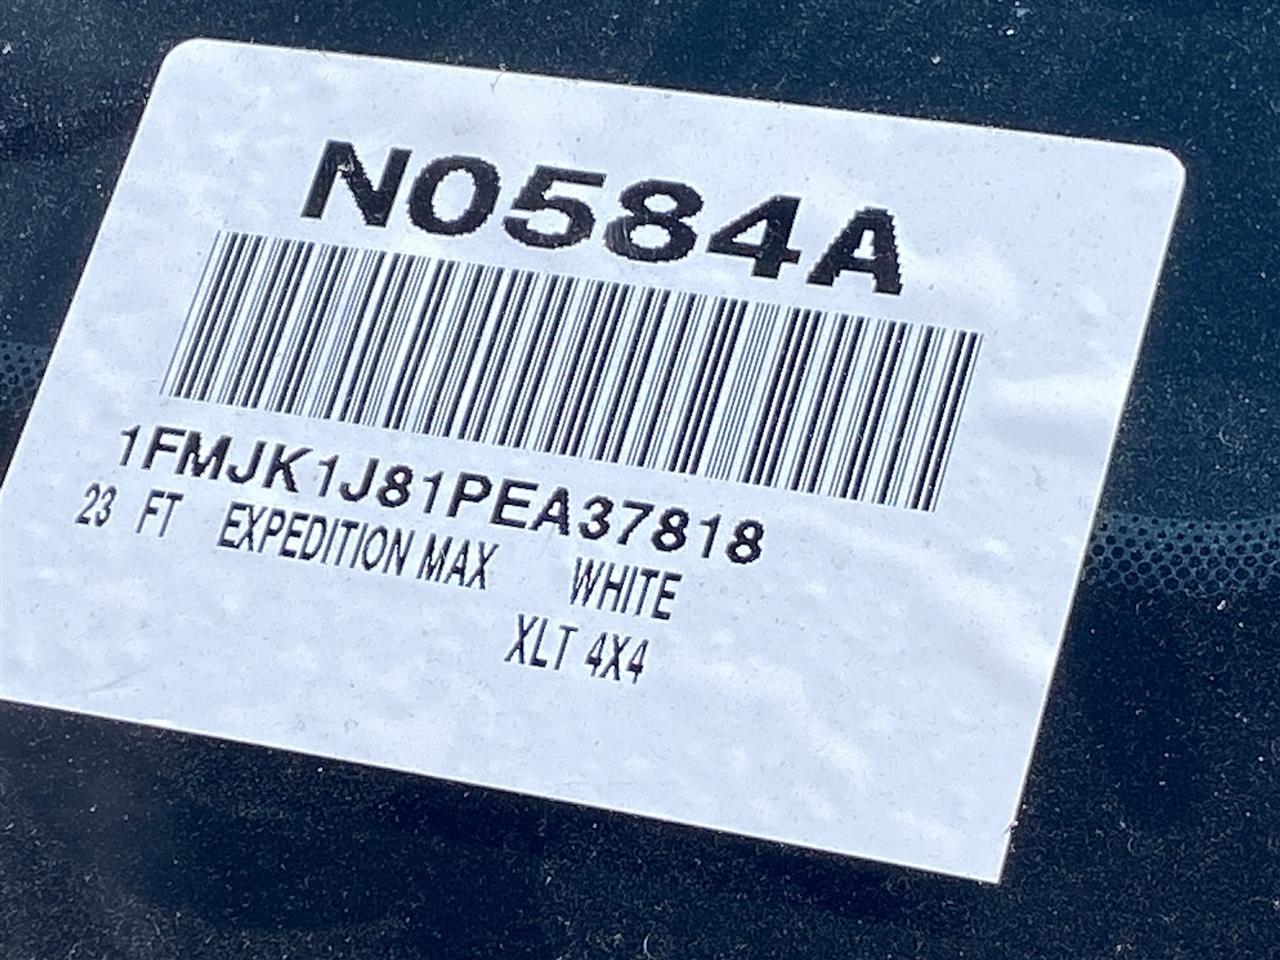 N0584A
1FMJK1J81PEA37818
23 FT EXPEDITION MAX WHITE
XLT 4X4